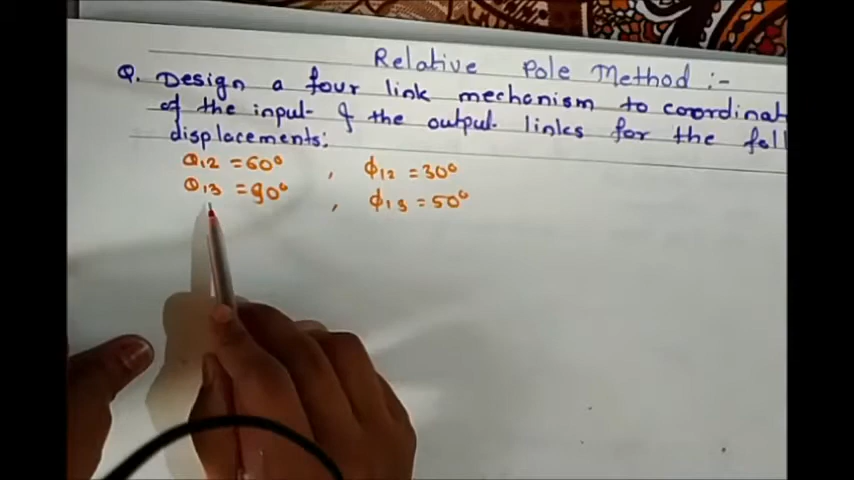 Relative Pole Method :-
Q. Design a four link mechanism to coordinat
of the input & the output links for the foll
displacements:
θ12 = 60° , ϕ12 = 30°
θ13 = 90° , ϕ13 = 50°